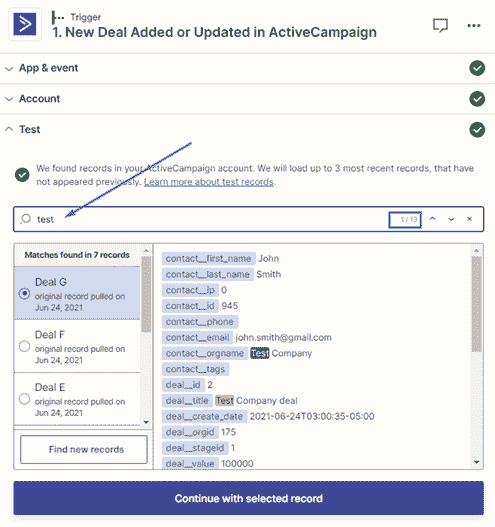 Trigger
1. New Deal Added or Updated in ActiveCampaign
App & event
Account
Test
We found records in your ActiveCampaign account. We will load up to 3 most recent records, that have
not appeared previously. Learn more about test records.
test
1 / 13
Matches found in 7 records
Deal G
original record pulled on
Jun 24, 2021
Deal F
original record pulled on
Jun 24, 2021
Deal E
original record pulled on
Jun 24, 2021
Find new records
contact__first_name John
contact__last_name Smith
contact__ip 0
contact__id 945
contact__phone
contact__email john.smith@gmail.com
contact__orgname Test Company
contact__tags
deal__id 2
deal__title Test Company deal
deal__create_date 2021-06-24T03:00:35-05:00
deal__orgid 175
deal__stageid 1
deal__value 100000
Continue with selected record